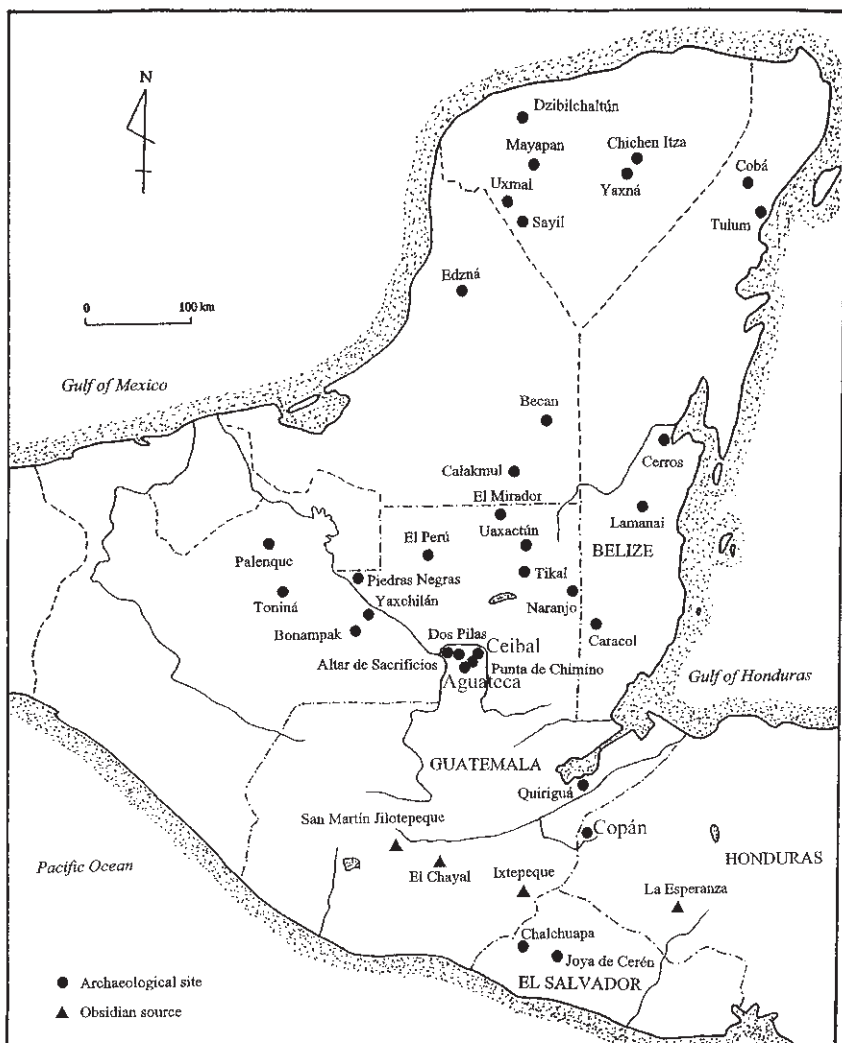 N
Dzibilchaltún
Mayapan
Chichen Itza
Yaxná
Cobá
Uxmal
Sayil
Tulum
Edzná
0 100 km
Gulf of Mexico
Becan
Cerros
Calakmul
El Mirador
Lamanai
Uaxactún
El Perú
BELIZE
Palenque
Tikal
Piedras Negras
Toniná
Yaxchilán
Naranjo
Bonampak
Caracol
Dos Pilas
Ceibal
Altar de Sacrificios
Punta de Chimino
Aguateca
Gulf of Honduras
GUATEMALA
Quiriguá
San Martín Jilotepeque
Copán
Pacific Ocean
El Chayal
Ixtepeque
HONDURAS
La Esperanza
Chalchuapa
Joya de Cerén
EL SALVADOR
Archaeological site
Obsidian source